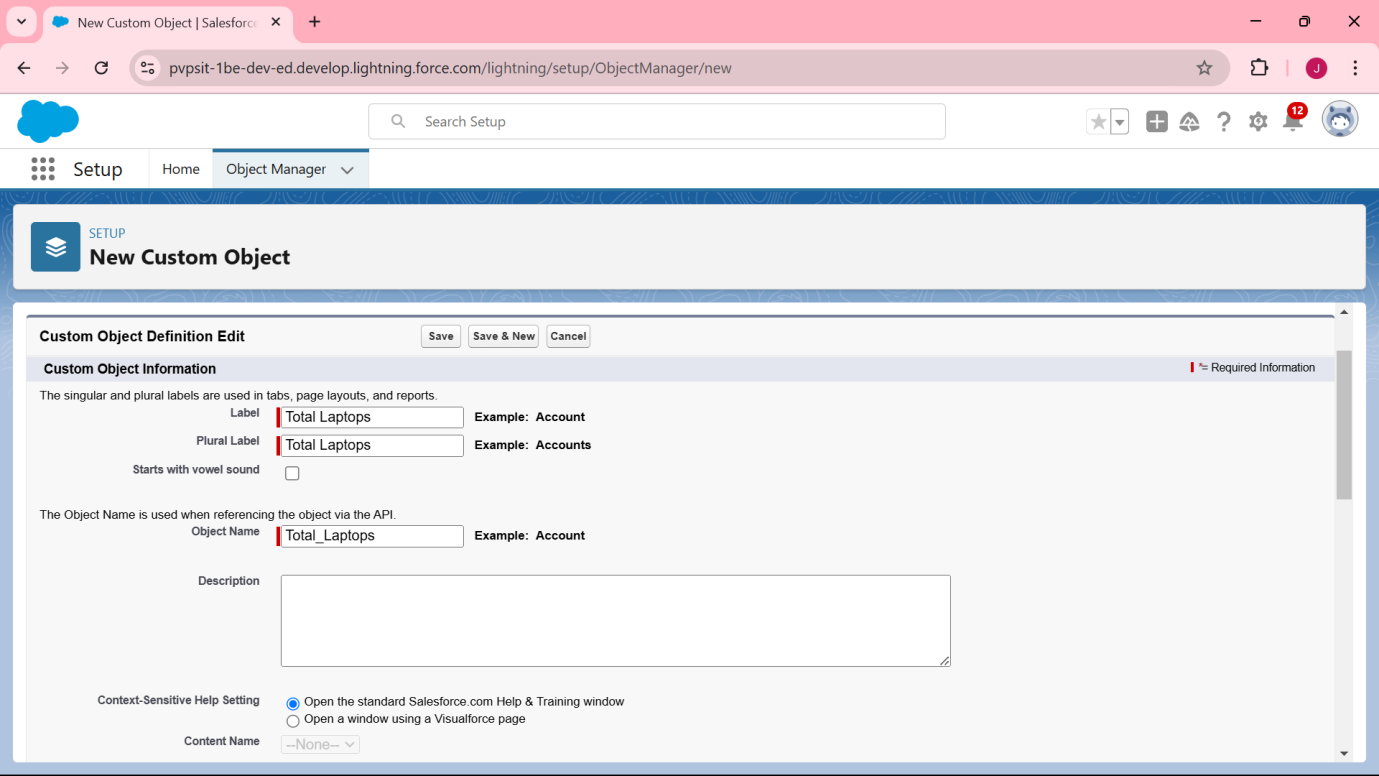 New Custom Object | Salesforce
pvpsit-1be-dev-ed.develop.lightning.force.com/lightning/setup/ObjectManager/new
J
Search Setup
12
Setup
Home
Object Manager
SETUP
New Custom Object
Custom Object Definition Edit
Save
Save & New
Cancel
Custom Object Information
*= Required Information
The singular and plural labels are used in tabs, page layouts, and reports.
Label
Total Laptops
Example: Account
Plural Label
Total Laptops
Example: Accounts
Starts with vowel sound
The Object Name is used when referencing the object via the API.
Object Name
Total_Laptops
Example: Account
Description
Context-Sensitive Help Setting
Open the standard Salesforce.com Help & Training window
Open a window using a Visualforce page
Content Name
--None--